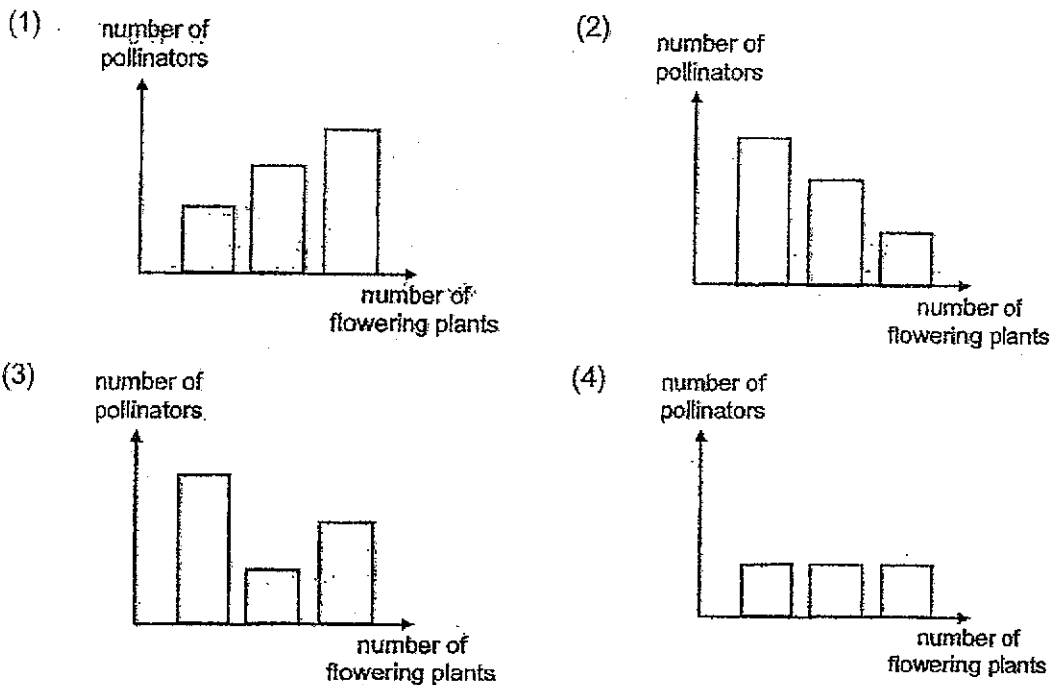 (1)
number of
pollinators
number of
flowering plants
(2)
number of
pollinators
number of
flowering plants
(3)
number of
pollinators
number of
flowering plants
(4)
number of
pollinators
number of
flowering plants